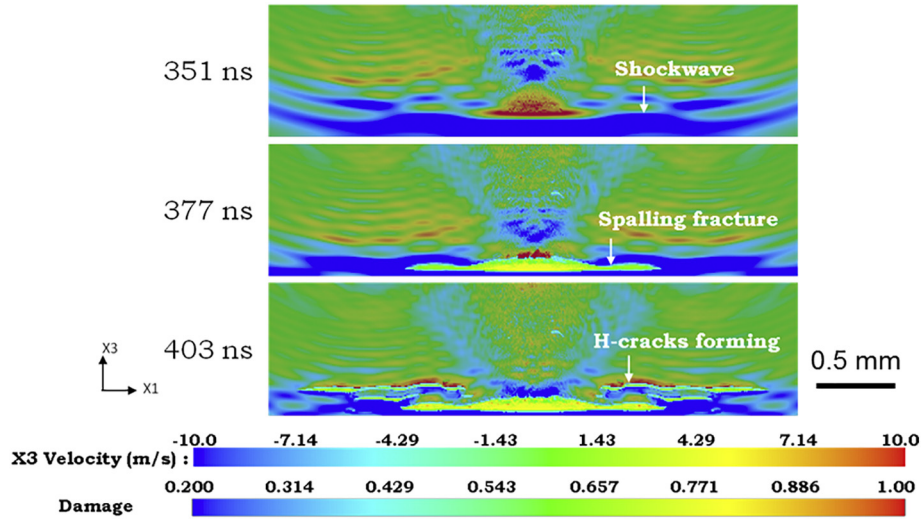 351 ns
Shockwave
377 ns
Spalling fracture
403 ns
H-cracks forming
X3
X1
0.5 mm
-10.0 -7.14 -4.29 -1.43 1.43 4.29 7.14 10.0
X3 Velocity (m/s) :
0.200 0.314 0.429 0.543 0.657 0.771 0.886 1.00
Damage